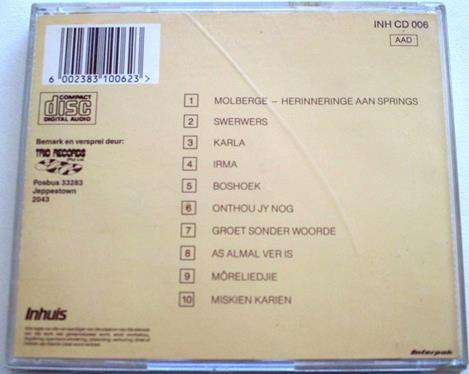 INH CD 006
AAD
6 002383 100623 >
COMPACT
disc
DIGITAL AUDIO
Bemark en versprei deur:
TRIO RECORDS
Posbus 33283
Jeppestown
2043
1 MOLBERGE – HERINNERINGE AAN SPRINGS
2 SWERWERS
3 KARLA
4 IRMA
5 BOSHOEK
6 ONTHOU JY NOG
7 GROET SONDER WOORDE
8 AS ALMAL VER IS
9 MÔRELIEDJIE
10 MISKIEN KARIEN
Inhuis
Interpak